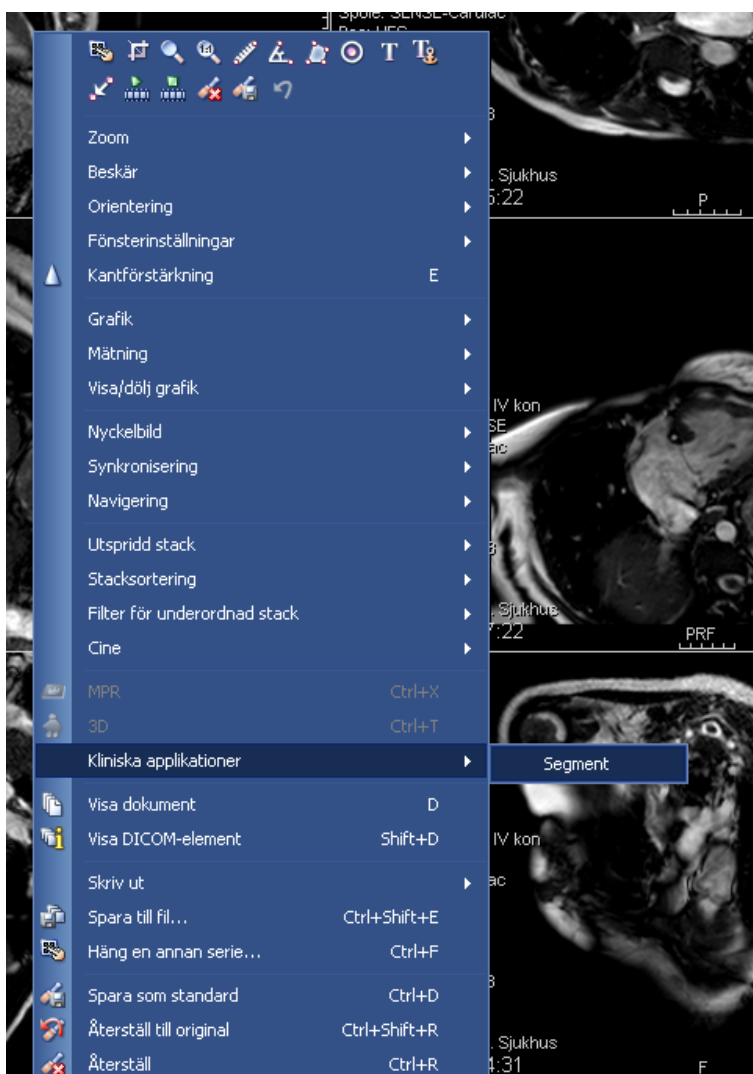 Spole: SENSE-Cardiac
1:1
T T
B
. Sjukhus
5:22
P
Zoom
Beskär
Orientering
Fönsterinställningar
Kantförstärkning E
Grafik
Mätning
Visa/dölj grafik
IV kon
SE
ac
Nyckelbild
Synkronisering
Navigering
Utspridd stack
Stacksortering
Filter för underordnad stack
Cine
. Sjukhus
7:22
PRF
MPR Ctrl+X
3D Ctrl+T
Kliniska applikationer
Segment
Visa dokument D
Visa DICOM-element Shift+D
IV kon
Skriv ut
ac
Spara till fil... Ctrl+Shift+E
Häng en annan serie... Ctrl+F
Spara som standard Ctrl+D
Återställ till original Ctrl+Shift+R
. Sjukhus
Återställ Ctrl+R
4:31
F